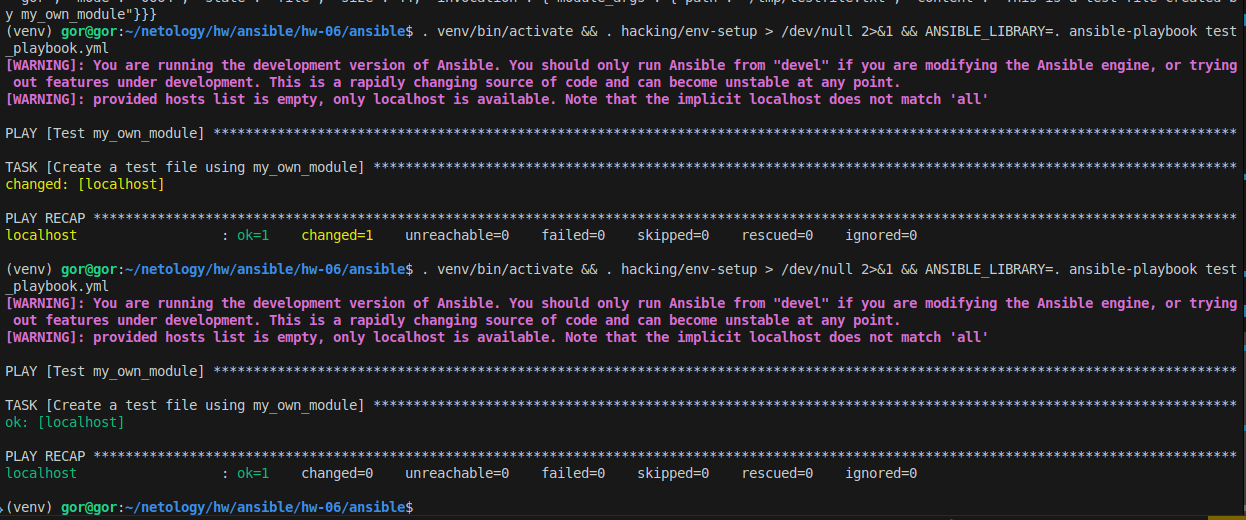 y my_own_module"}}}
(venv) gor@gor:~/netology/hw/ansible/hw-06/ansible$ . venv/bin/activate && . hacking/env-setup > /dev/null 2>&1 && ANSIBLE_LIBRARY=. ansible-playbook test
_playbook.yml
[WARNING]: You are running the development version of Ansible. You should only run Ansible from "devel" if you are modifying the Ansible engine, or trying
out features under development. This is a rapidly changing source of code and can become unstable at any point.
[WARNING]: provided hosts list is empty, only localhost is available. Note that the implicit localhost does not match 'all'
PLAY [Test my_own_module] ********************************************************************************************************************************
TASK [Create a test file using my_own_module] ************************************************************************************************************
changed: [localhost]
PLAY RECAP ***********************************************************************************************************************************************
localhost                  : ok=1    changed=1    unreachable=0    failed=0    skipped=0    rescued=0    ignored=0
(venv) gor@gor:~/netology/hw/ansible/hw-06/ansible$ . venv/bin/activate && . hacking/env-setup > /dev/null 2>&1 && ANSIBLE_LIBRARY=. ansible-playbook test
_playbook.yml
[WARNING]: You are running the development version of Ansible. You should only run Ansible from "devel" if you are modifying the Ansible engine, or trying
out features under development. This is a rapidly changing source of code and can become unstable at any point.
[WARNING]: provided hosts list is empty, only localhost is available. Note that the implicit localhost does not match 'all'
PLAY [Test my_own_module] ********************************************************************************************************************************
TASK [Create a test file using my_own_module] ************************************************************************************************************
ok: [localhost]
PLAY RECAP ***********************************************************************************************************************************************
localhost                  : ok=1    changed=0    unreachable=0    failed=0    skipped=0    rescued=0    ignored=0
(venv) gor@gor:~/netology/hw/ansible/hw-06/ansible$